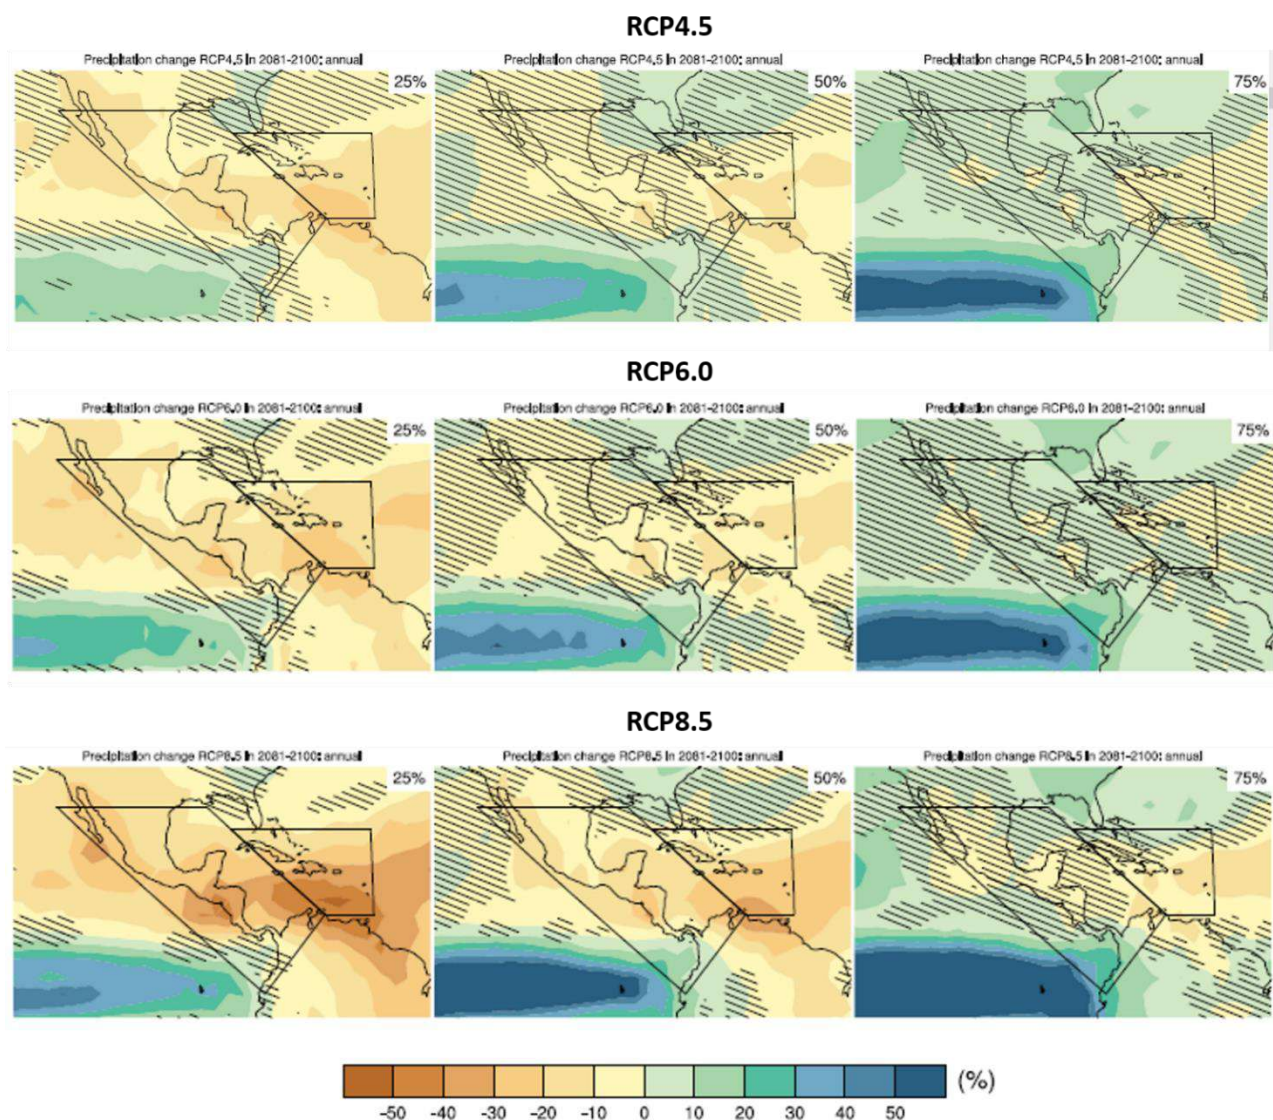 RCP4.5
Precipitation change RCP4.5 in 2081-2100: annual
Precipitation change RCP4.5 in 2081-2100: annual
Precipitation change RCP4.5 in 2081-2100: annual
25%
50%
75%
RCP6.0
Precipitation change RCP6.0 in 2081-2100: annual
Precipitation change RCP6.0 in 2081-2100: annual
Precipitation change RCP6.0 in 2081-2100: annual
25%
50%
75%
RCP8.5
Precipitation change RCP8.5 in 2081-2100: annual
Precipitation change RCP8.5 in 2081-2100: annual
Precipitation change RCP8.5 in 2081-2100: annual
25%
50%
75%
(%)
-50 -40 -30 -20 -10 0 10 20 30 40 50